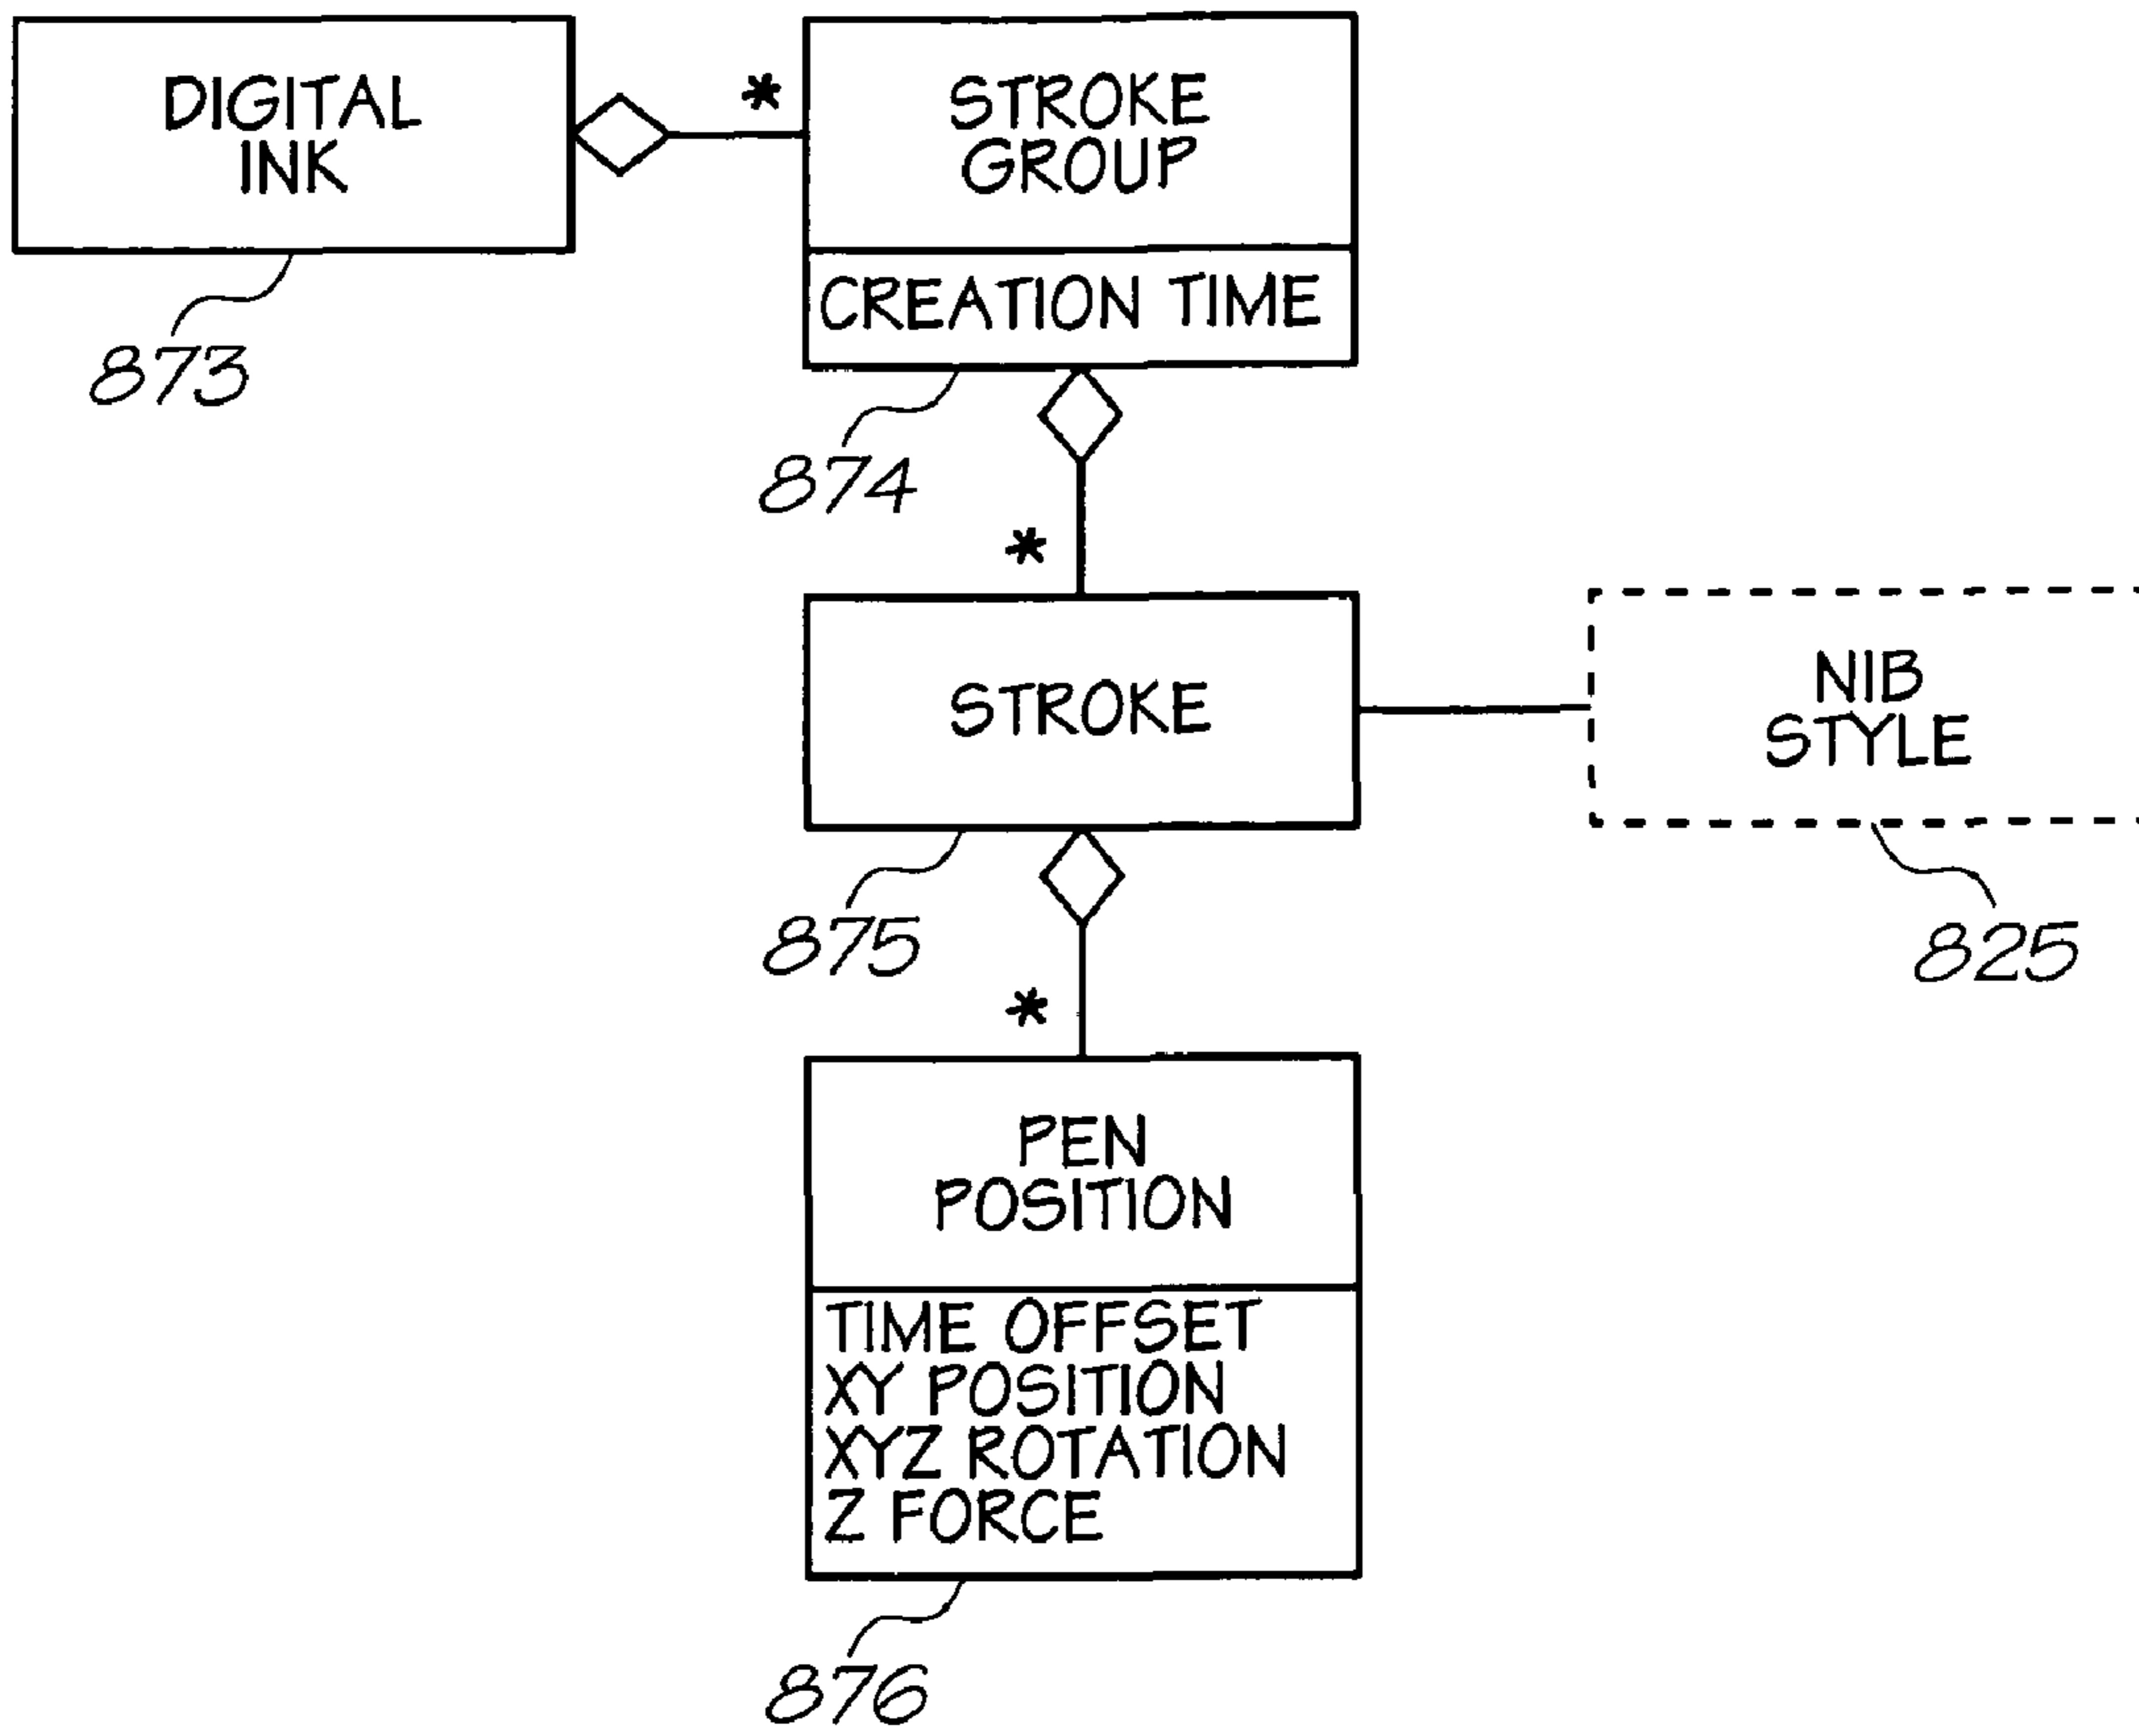 DIGITAL
INK
*
STROKE
GROUP
CREATION TIME
873
874
*
STROKE
NIB
STYLE
875
825
*
PEN
POSITION
TIME OFFSET
XY POSITION
XYZ ROTATION
Z FORCE
876